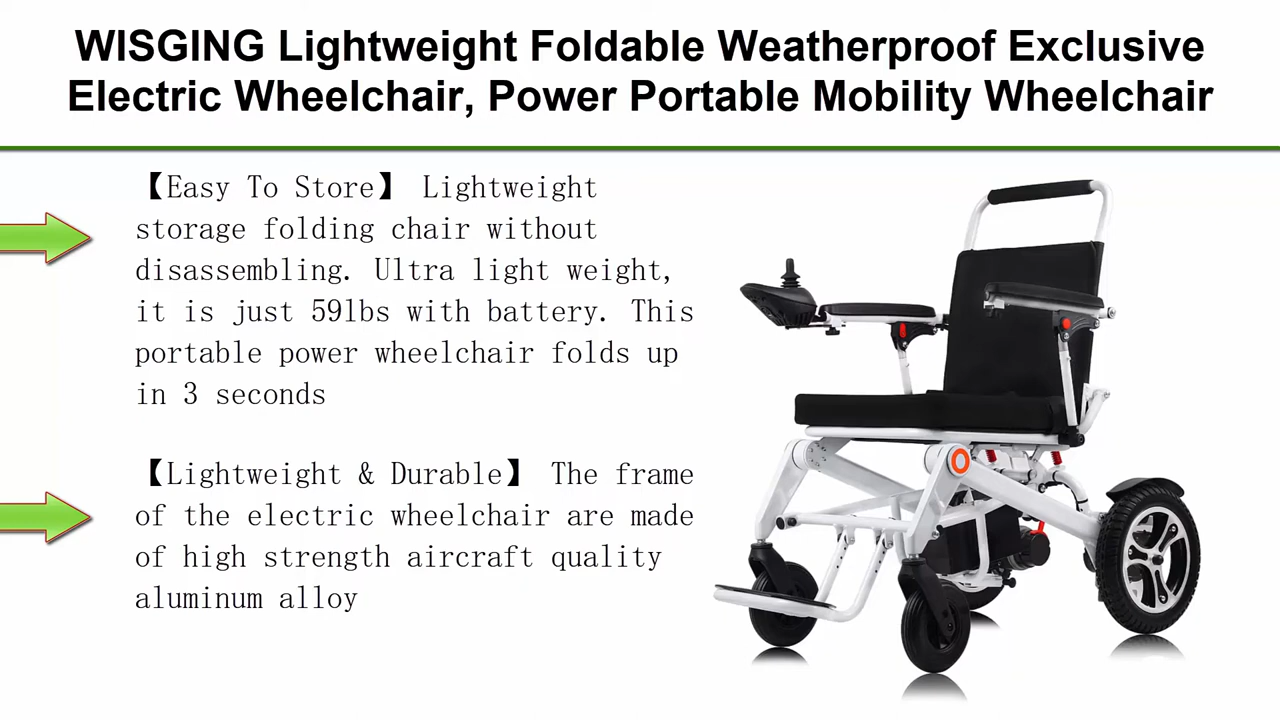 WISGING Lightweight Foldable Weatherproof Exclusive
Electric Wheelchair, Power Portable Mobility Wheelchair
【Easy To Store】 Lightweight
storage folding chair without
disassembling. Ultra light weight,
it is just 59lbs with battery. This
portable power wheelchair folds up
in 3 seconds
【Lightweight & Durable】 The frame
of the electric wheelchair are made
of high strength aircraft quality
aluminum alloy